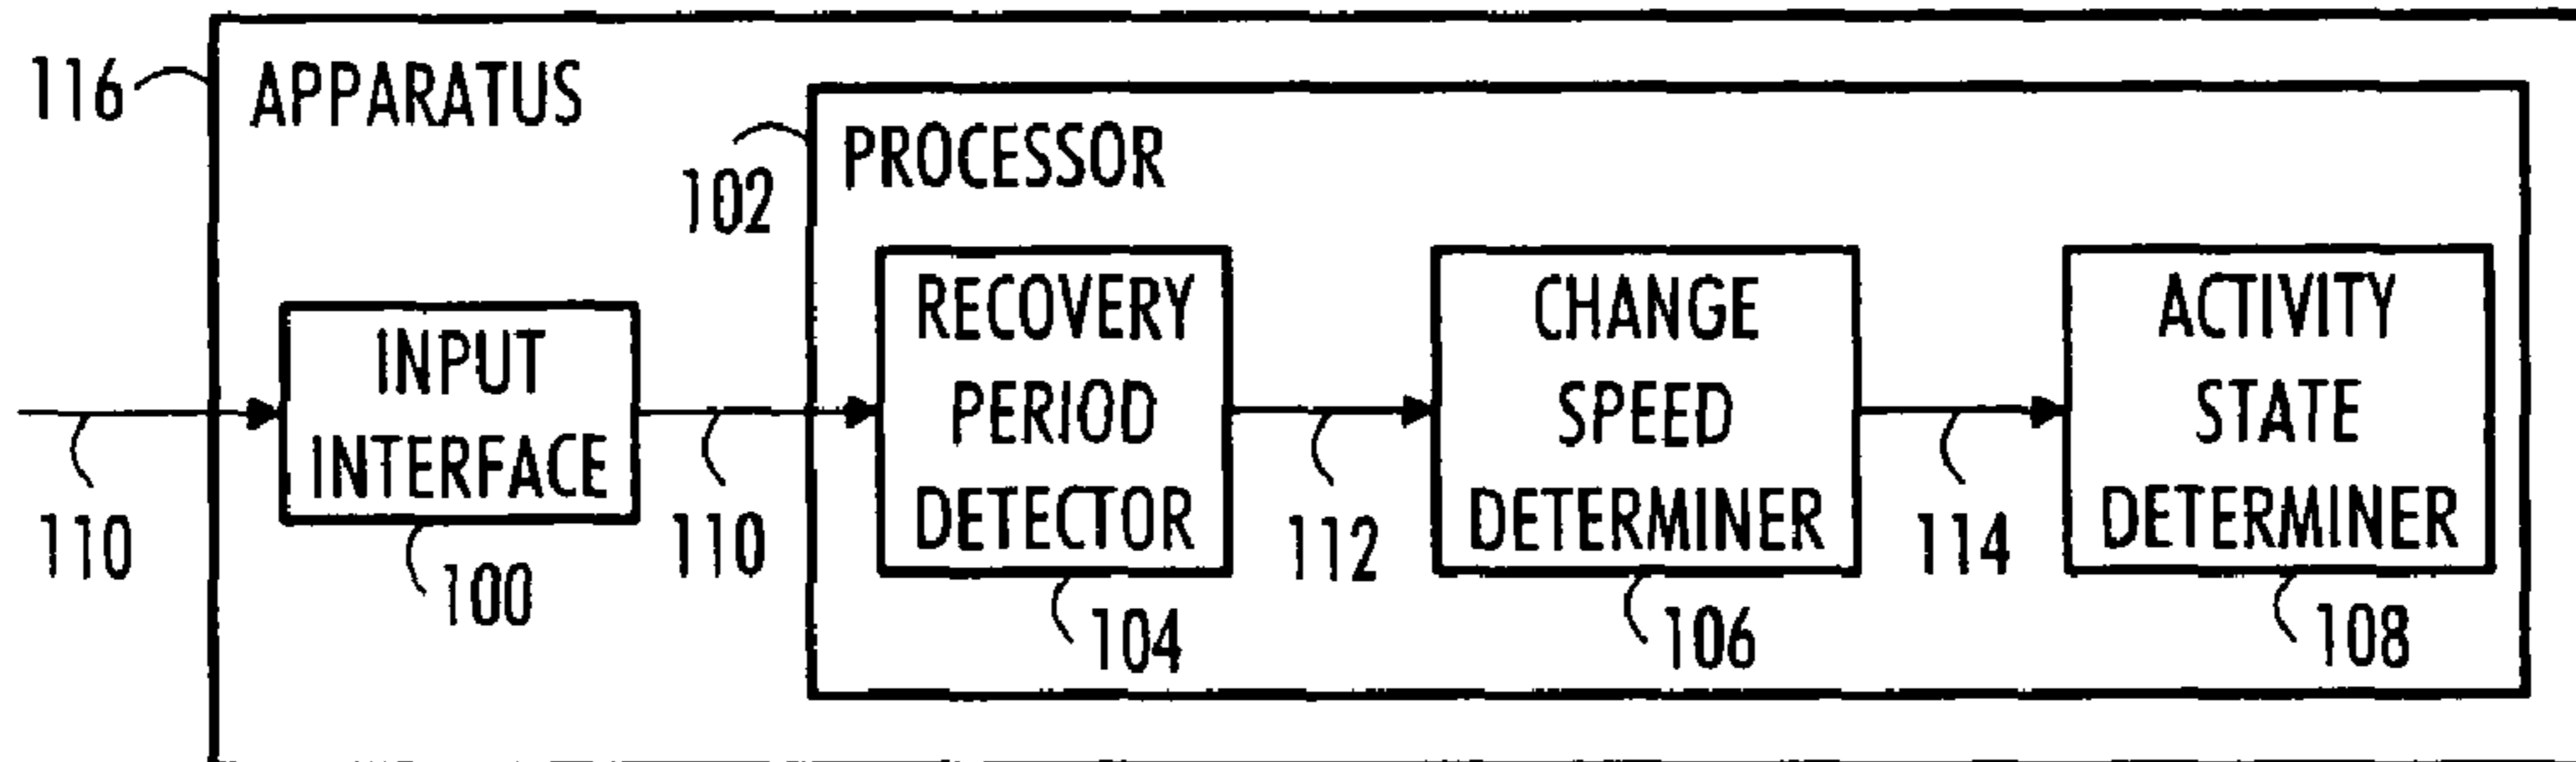 116
APPARATUS
102
PROCESSOR
110
INPUT
INTERFACE
100
110
RECOVERY
PERIOD
DETECTOR
104
112
CHANGE
SPEED
DETERMINER
106
114
ACTIVITY
STATE
DETERMINER
108